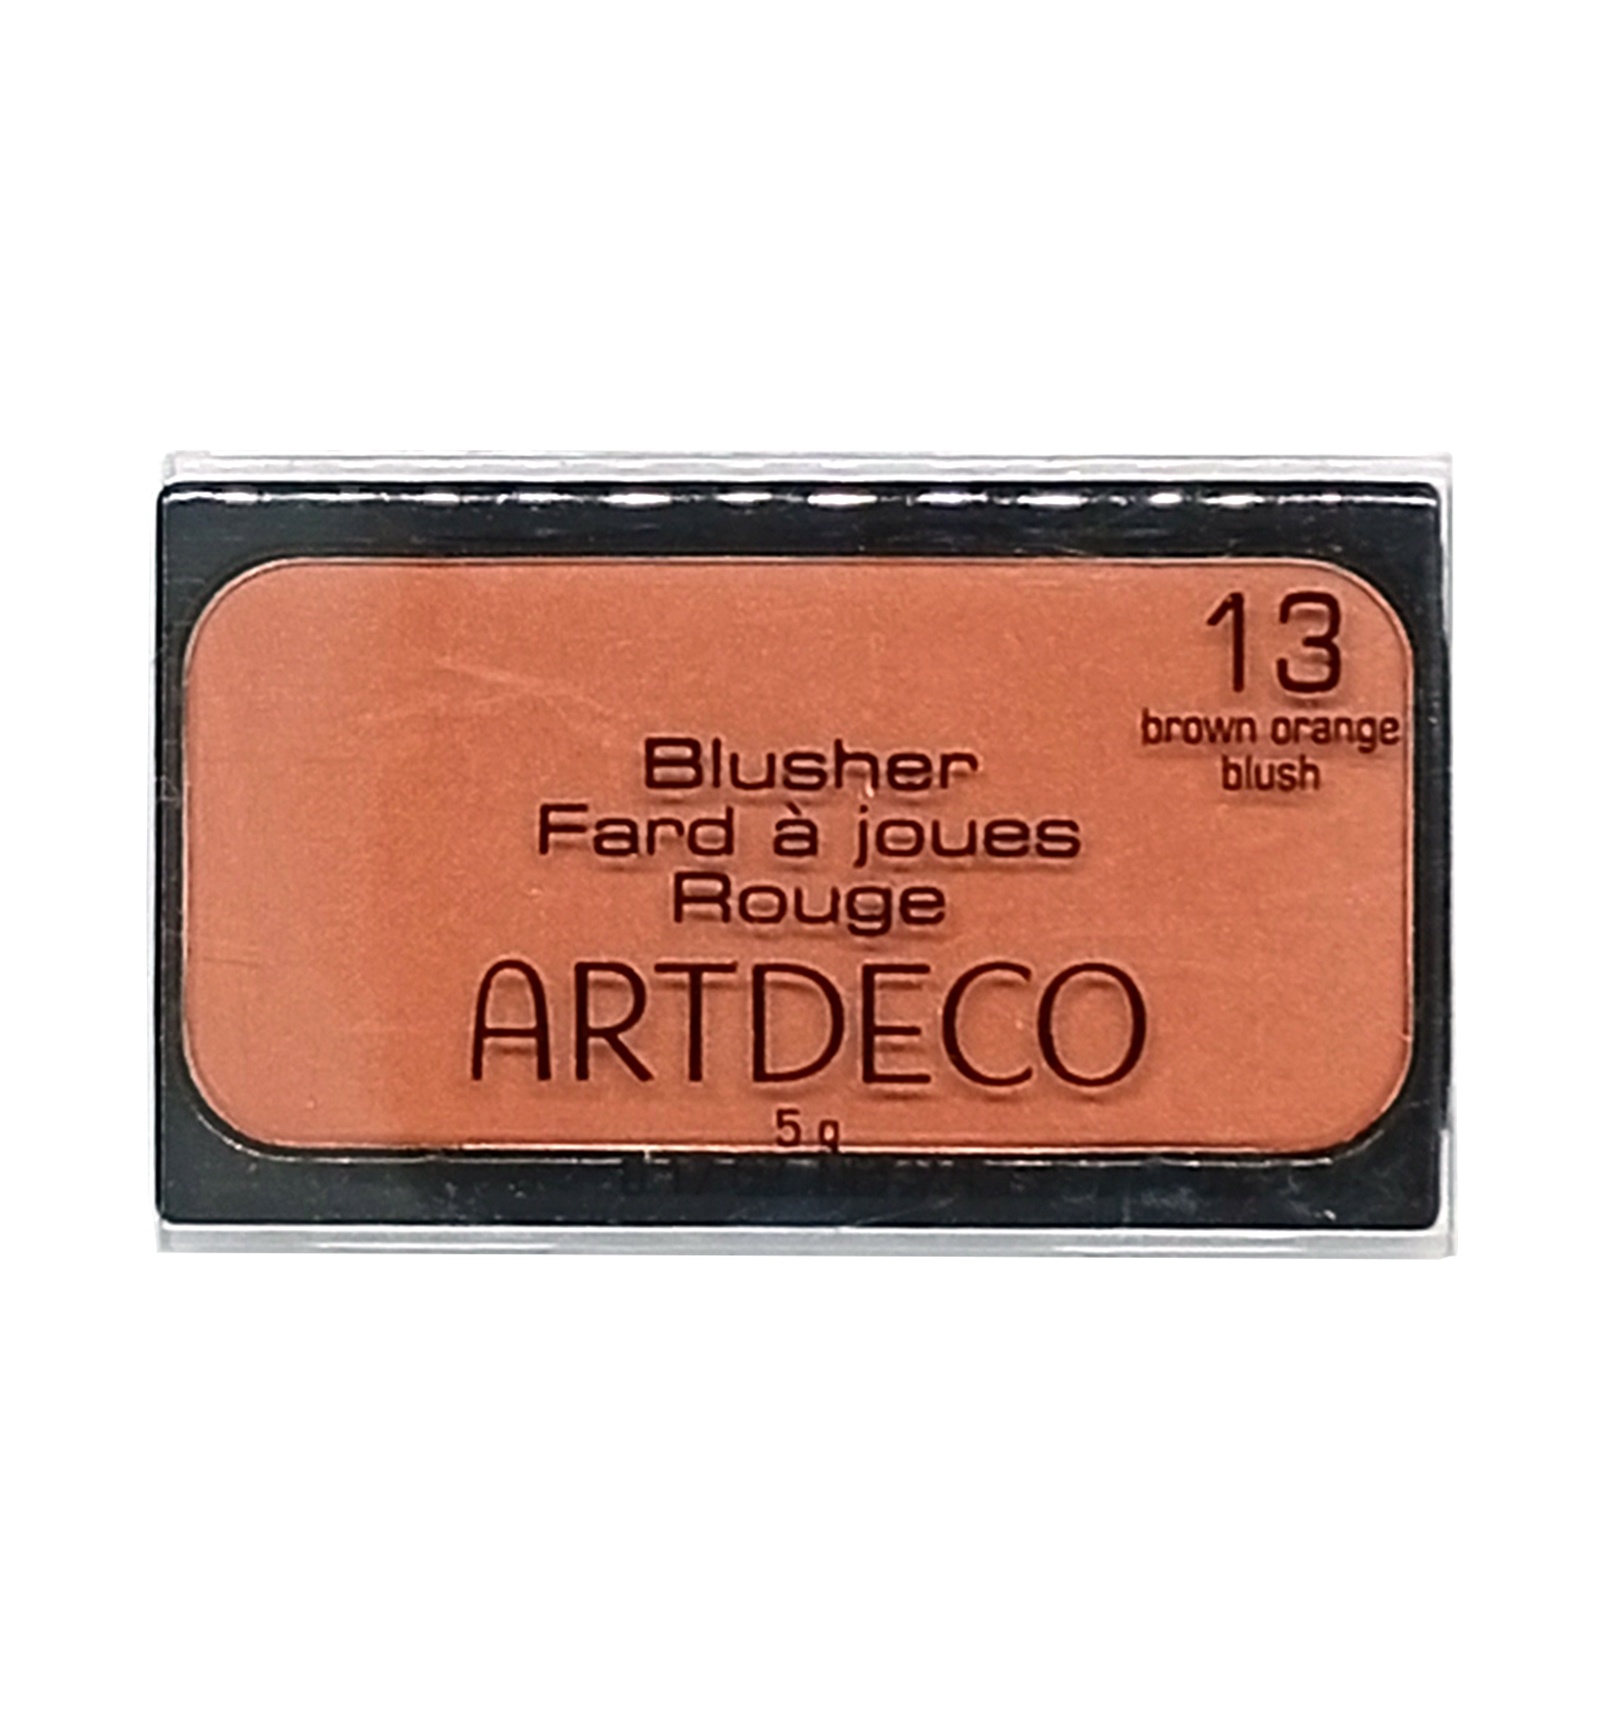 13
brown orange
blush
Blusher
Fard à joues
Rouge
ARTDECO
5 g